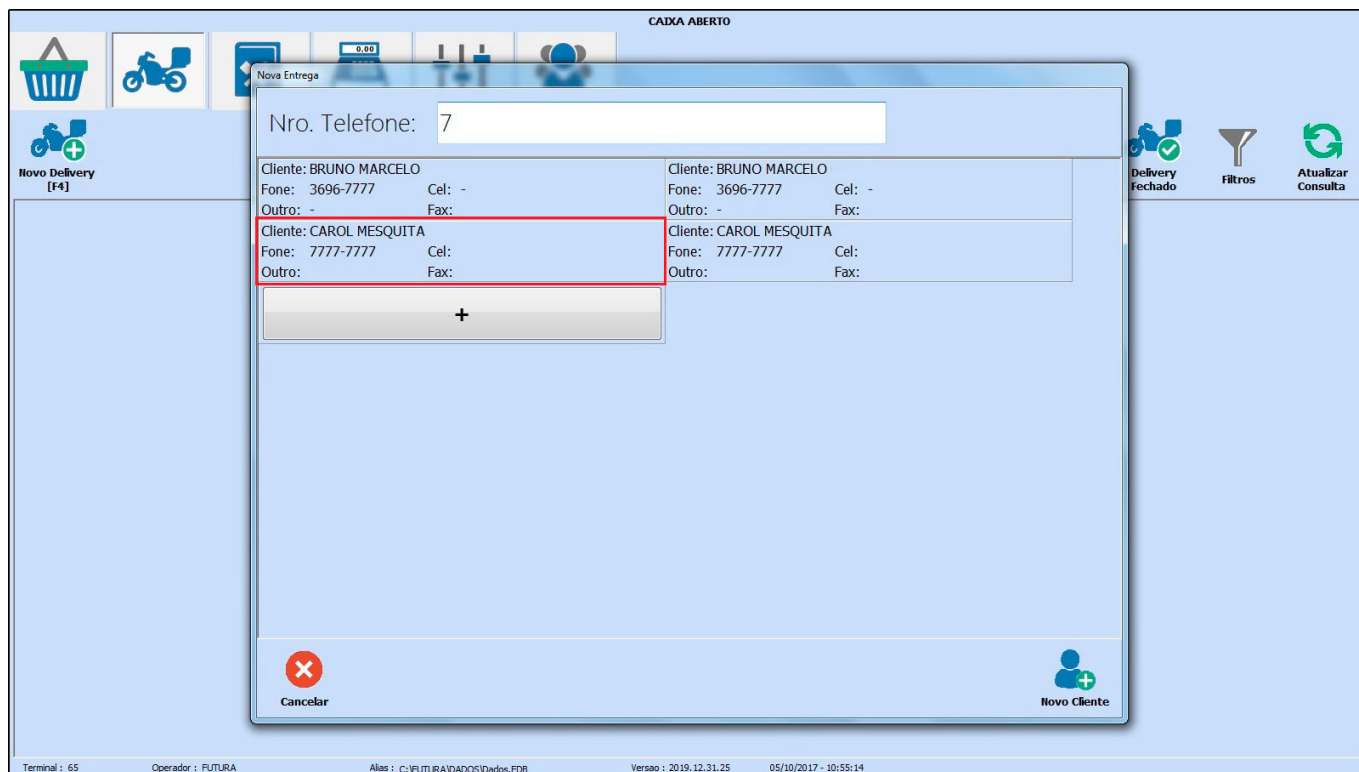 CAIXA ABERTO
0,00
Nova Entrega
Nro. Telefone: 7
Novo Delivery
[F4]
Delivery
Fechado
Filtros
Atualizar
Consulta
Cliente: BRUNO MARCELO
Fone: 3696-7777 Cel: -
Outro: - Fax:
Cliente: BRUNO MARCELO
Fone: 3696-7777 Cel: -
Outro: - Fax:
Cliente: CAROL MESQUITA
Fone: 7777-7777 Cel:
Outro: Fax:
Cliente: CAROL MESQUITA
Fone: 7777-7777 Cel:
Outro: Fax:
+
Cancelar
Novo Cliente
Terminal : 65 Operador : FUTURA Alias : C:\FUTURA\DADOS\Dados.FDB Versao : 2019.12.31.25 05/10/2017 - 10:55:14